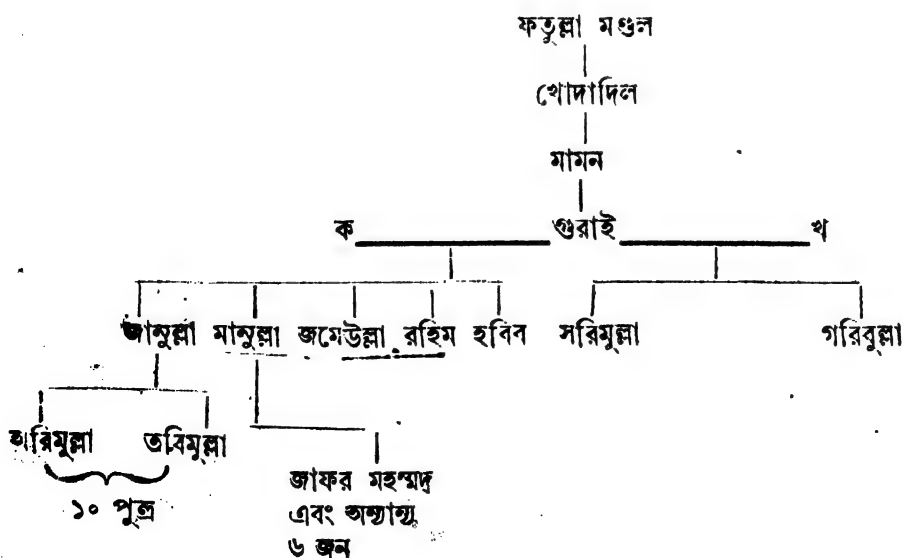 ফতুল্লা মণ্ডল
খোদাদিল
মামন
ক গুরাই খ
জানুল্লা মানুল্লা জমেউল্লা রহিম হবিব সরিমুল্লা গরিবুল্লা
তবিমুল্লা
১০ পুত্র
জাফর মহম্মদ
এবং অন্যান্য
৬ জন